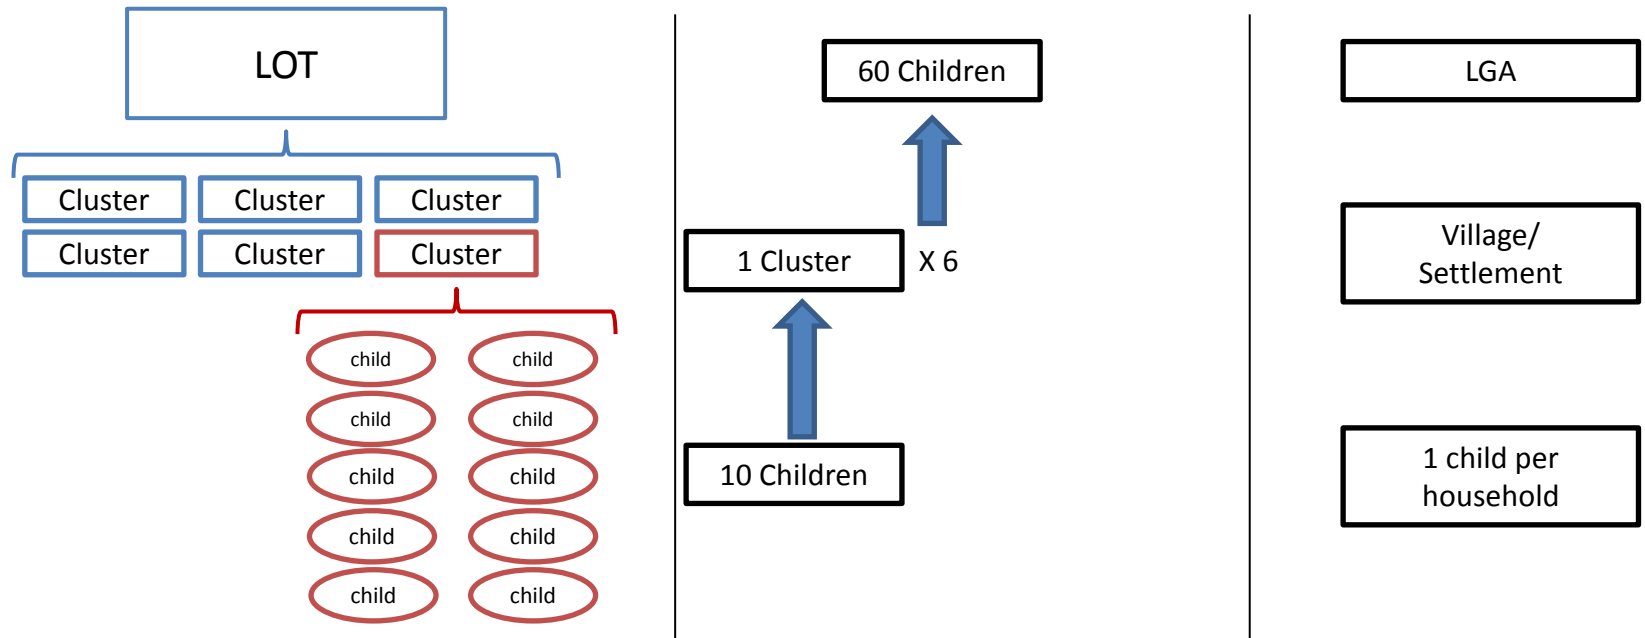 LOT
Cluster
Cluster
Cluster
Cluster
Cluster
Cluster
child
child
child
child
child
child
child
child
child
child
60 Children
1 Cluster
X 6
10 Children
LGA
Village/
Settlement
1 child per
household